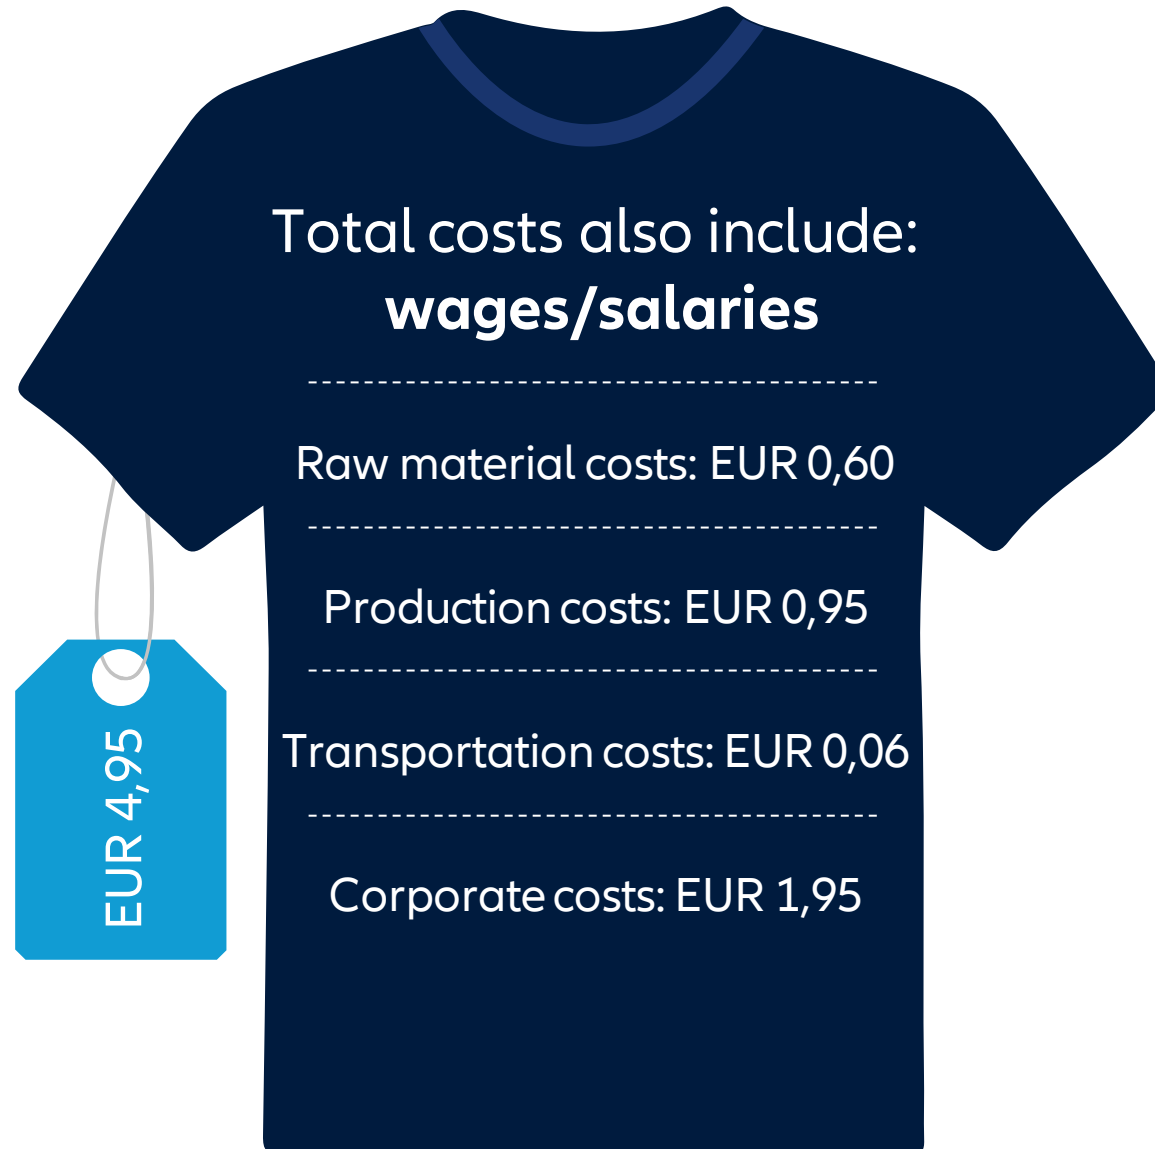 Total costs also include:
wages/salaries
Raw material costs: EUR 0,60
Production costs: EUR 0,95
Transportation costs: EUR 0,06
Corporate costs: EUR 1,95
EUR 4,95